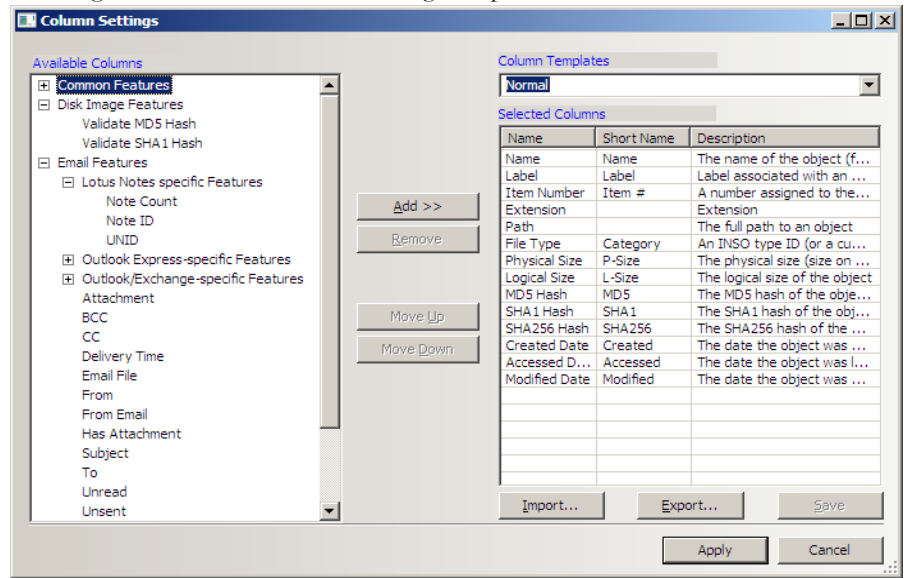 Column Settings
Available Columns
Common Features
Disk Image Features
Validate MD5 Hash
Validate SHA1 Hash
Email Features
Lotus Notes specific Features
Note Count
Note ID
UNID
Outlook Express-specific Features
Outlook/Exchange-specific Features
Attachment
BCC
CC
Delivery Time
Email File
From
From Email
Has Attachment
Subject
To
Unread
Unsent
Add >>
Remove
Move Up
Move Down
Column Templates
Normal
Selected Columns
Name Short Name Description
Name Name The name of the object (f...
Label Label Label associated with an ...
Item Number Item # A number assigned to the...
Extension Extension
Path The full path to an object
File Type Category An INSO type ID (or a cu...
Physical Size P-Size The physical size (size on ...
Logical Size L-Size The logical size of the object
MD5 Hash MD5 The MD5 hash of the obje...
SHA1 Hash SHA1 The SHA1 hash of the obj...
SHA256 Hash SHA256 The SHA256 hash of the ...
Created Date Created The date the object was ...
Accessed D... Accessed The date the object was l...
Modified Date Modified The date the object was ...
Import... Export... Save
Apply Cancel